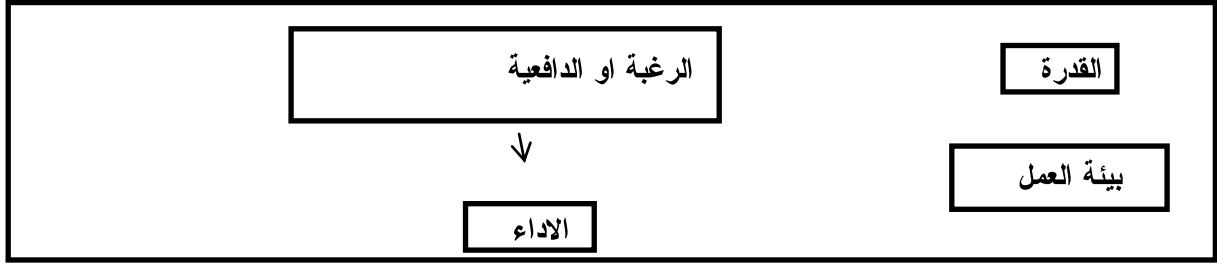 القدرة
الرغبة او الدافعية
بيئة العمل
الاداء